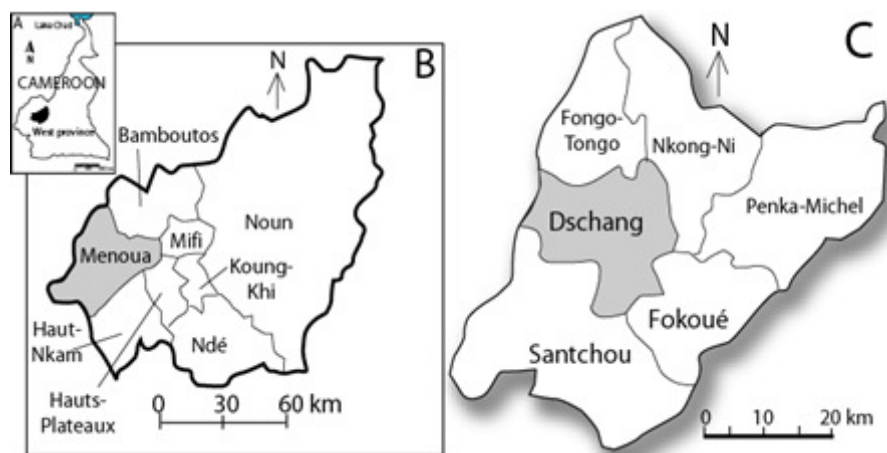 A
Lake Chad
N
CAMEROON
West province
B
N
Bamboutos
Noun
Mifi
Menoua
Koung-
Khi
Haut-
Nkam
Ndé
Hauts-
Plateaux
0 30 60 km
C
N
Fongo-
Tongo
Nkong-Ni
Penka-Michel
Dschang
Fokoué
Santchou
0 10 20 km